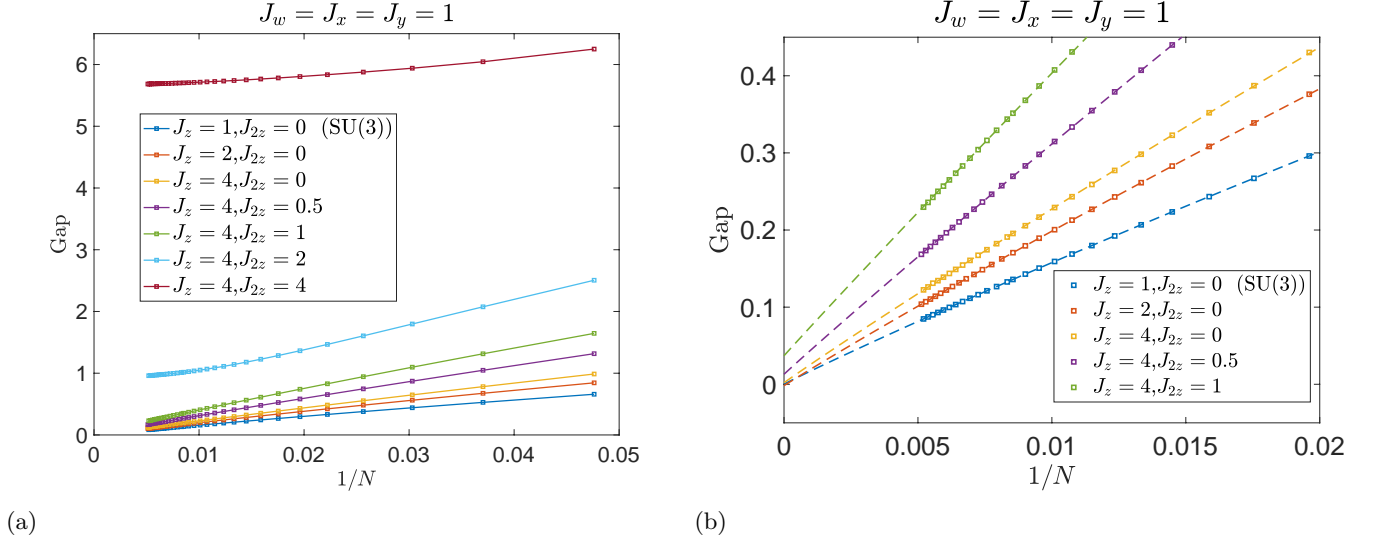 J_w = J_x = J_y = 1
Gap
6
5
4
3
2
1
0
J_z = 1, J_{2z} = 0 (SU(3))
J_z = 2, J_{2z} = 0
J_z = 4, J_{2z} = 0
J_z = 4, J_{2z} = 0.5
J_z = 4, J_{2z} = 1
J_z = 4, J_{2z} = 2
J_z = 4, J_{2z} = 4
0 0.01 0.02 0.03 0.04 0.05
1/N
(a)
J_w = J_x = J_y = 1
Gap
0.4
0.3
0.2
0.1
0
J_z = 1, J_{2z} = 0 (SU(3))
J_z = 2, J_{2z} = 0
J_z = 4, J_{2z} = 0
J_z = 4, J_{2z} = 0.5
J_z = 4, J_{2z} = 1
0 0.005 0.01 0.015 0.02
1/N
(b)